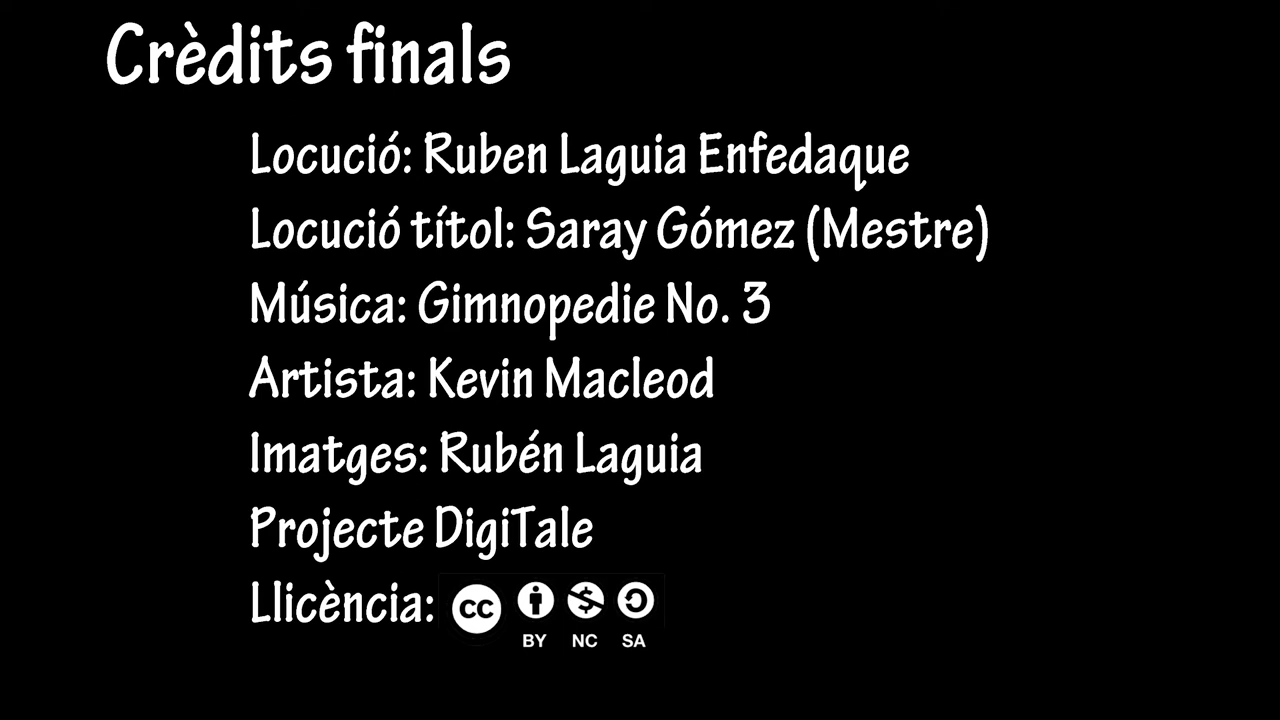 Crèdits finals
Locució: Ruben Laguia Enfedaque
Locució títol: Saray Gómez (Mestre)
Música: Gimnopedie No. 3
Artista: Kevin Macleod
Imatges: Rubén Laguia
Projecte DigiTale
Llicència: cc
BY NC SA